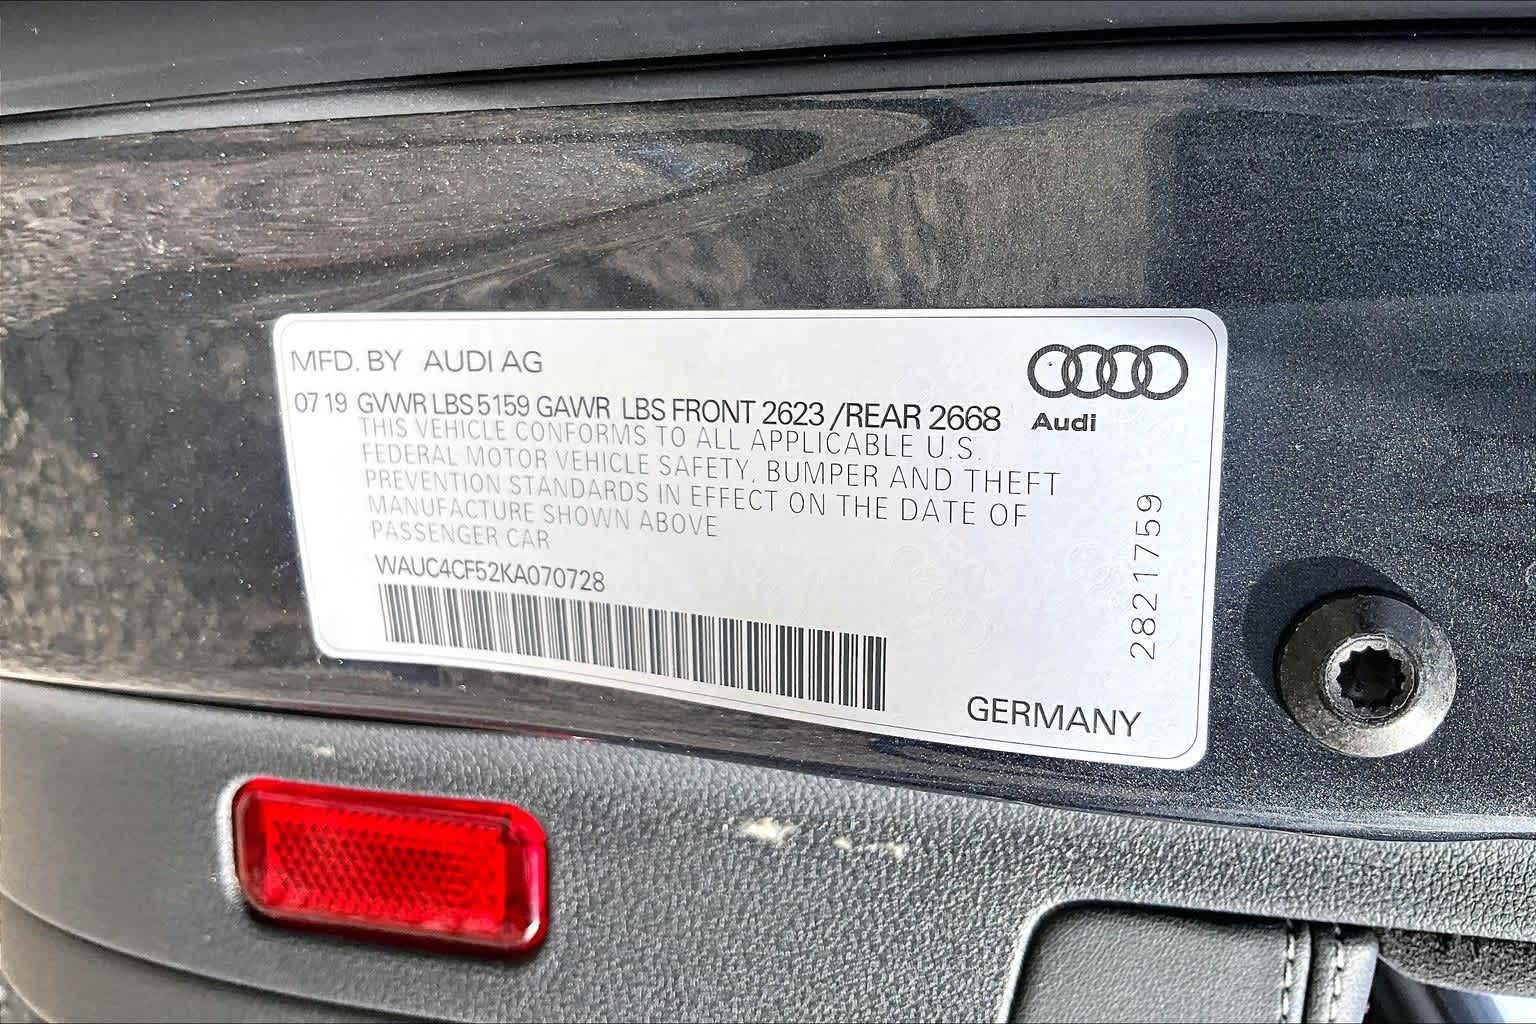 MFD. BY AUDI AG
Audi
07 19 GVWR LBS 5159 GAWR LBS FRONT 2623 /REAR 2668
THIS VEHICLE CONFORMS TO ALL APPLICABLE U.S.
FEDERAL MOTOR VEHICLE SAFETY, BUMPER AND THEFT
PREVENTION STANDARDS IN EFFECT ON THE DATE OF
MANUFACTURE SHOWN ABOVE
PASSENGER CAR
WAUC4CF52KA070728
2821759
GERMANY